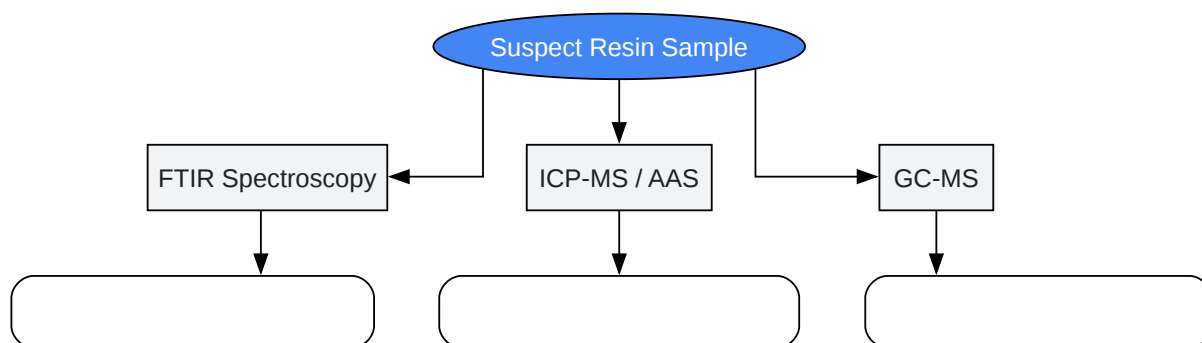 Suspect Resin Sample
FTIR Spectroscopy
ICP-MS / AAS
GC-MS